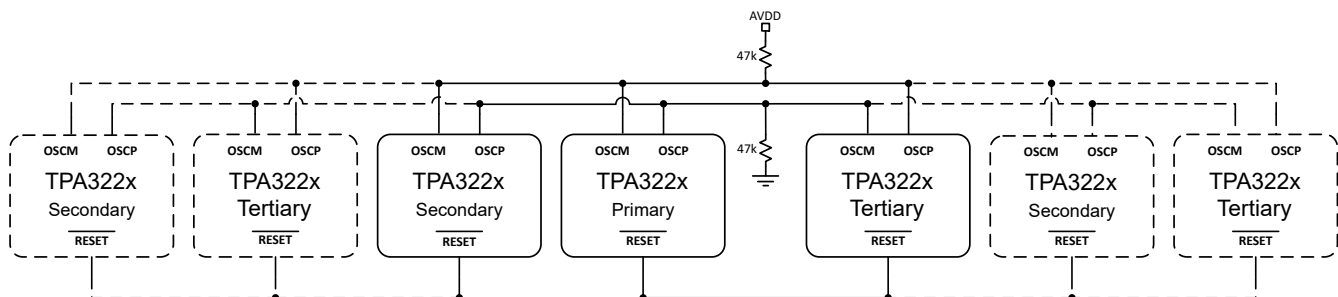 AVDD
47k
47k
OSCM OSCP
TPA322x
Secondary
RESET
OSCM OSCP
TPA322x
Tertiary
RESET
OSCM OSCP
TPA322x
Secondary
RESET
OSCM OSCP
TPA322x
Primary
RESET
OSCM OSCP
TPA322x
Tertiary
RESET
OSCM OSCP
TPA322x
Secondary
RESET
OSCM OSCP
TPA322x
Tertiary
RESET